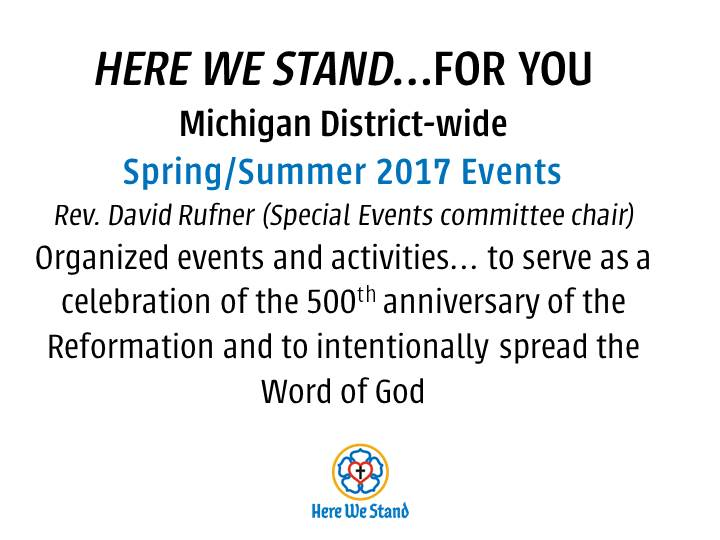 HERE WE STAND…FOR YOU
Michigan District-wide
Spring/Summer 2017 Events
Rev. David Rufner (Special Events committee chair)
Organized events and activities… to serve as a
celebration of the 500th anniversary of the
Reformation and to intentionally spread the
Word of God
Here We Stand